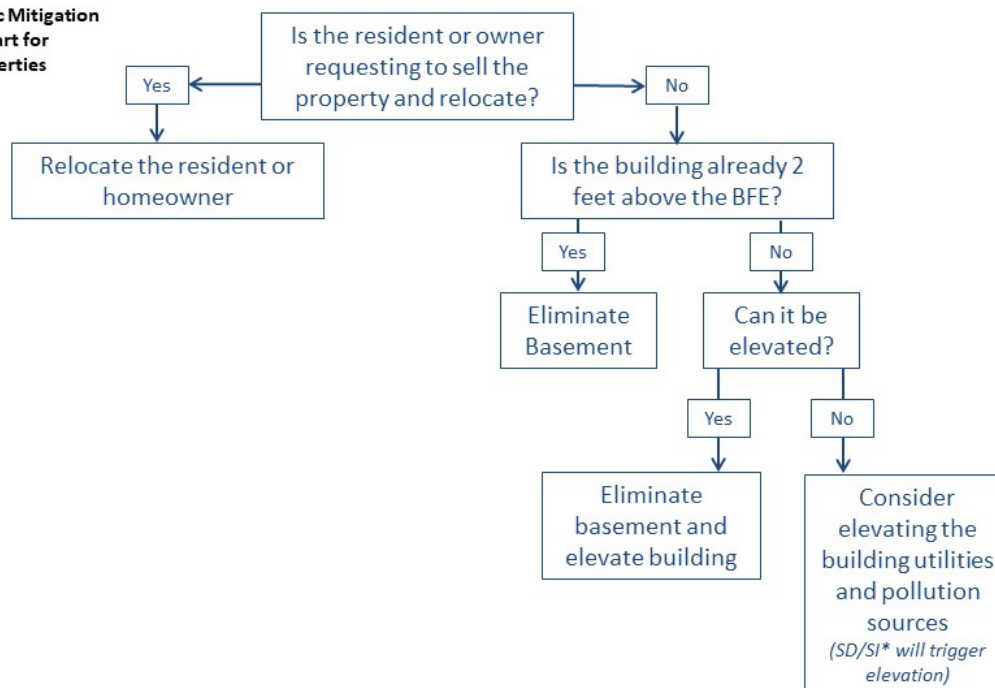 Mitigation
for
Is the resident or owner
requesting to sell the
property and relocate?
Yes
No
Relocate the resident or
homeowner
Is the building already 2
feet above the BFE?
Yes
No
Eliminate
Basement
Can it be
elevated?
Yes
No
Eliminate
basement and
elevate building
Consider
elevating the
building utilities
and pollution
sources
(SD/SI* will trigger
elevation)